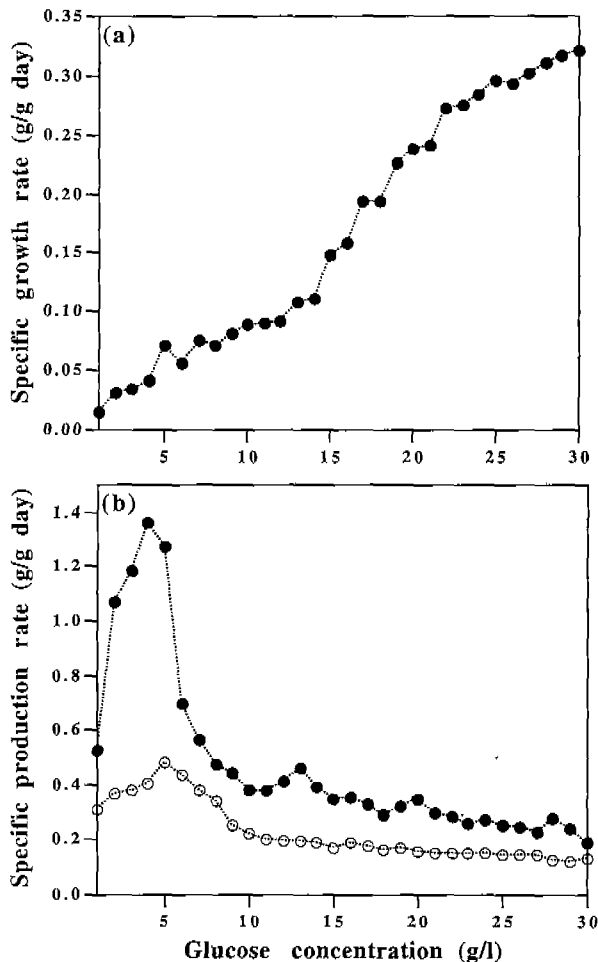 (a)
Specific growth rate (g/g day)
0.35
0.30
0.25
0.20
0.15
0.10
0.05
0.00
5 10 15 20 25 30
(b)
Specific production rate (g/g day)
1.4
1.2
1.0
0.8
0.6
0.4
0.2
0.0
5 10 15 20 25 30
Glucose concentration (g/l)